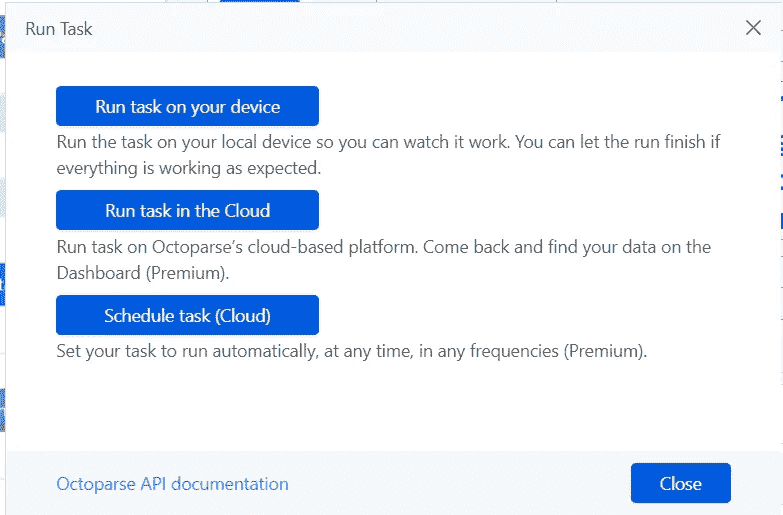 Run Task
Run task on your device
Run the task on your local device so you can watch it work. You can let the run finish if
everything is working as expected.
Run task in the Cloud
Run task on Octoparse's cloud-based platform. Come back and find your data on the
Dashboard (Premium).
Schedule task (Cloud)
Set your task to run automatically, at any time, in any frequencies (Premium).
Octoparse API documentation
Close